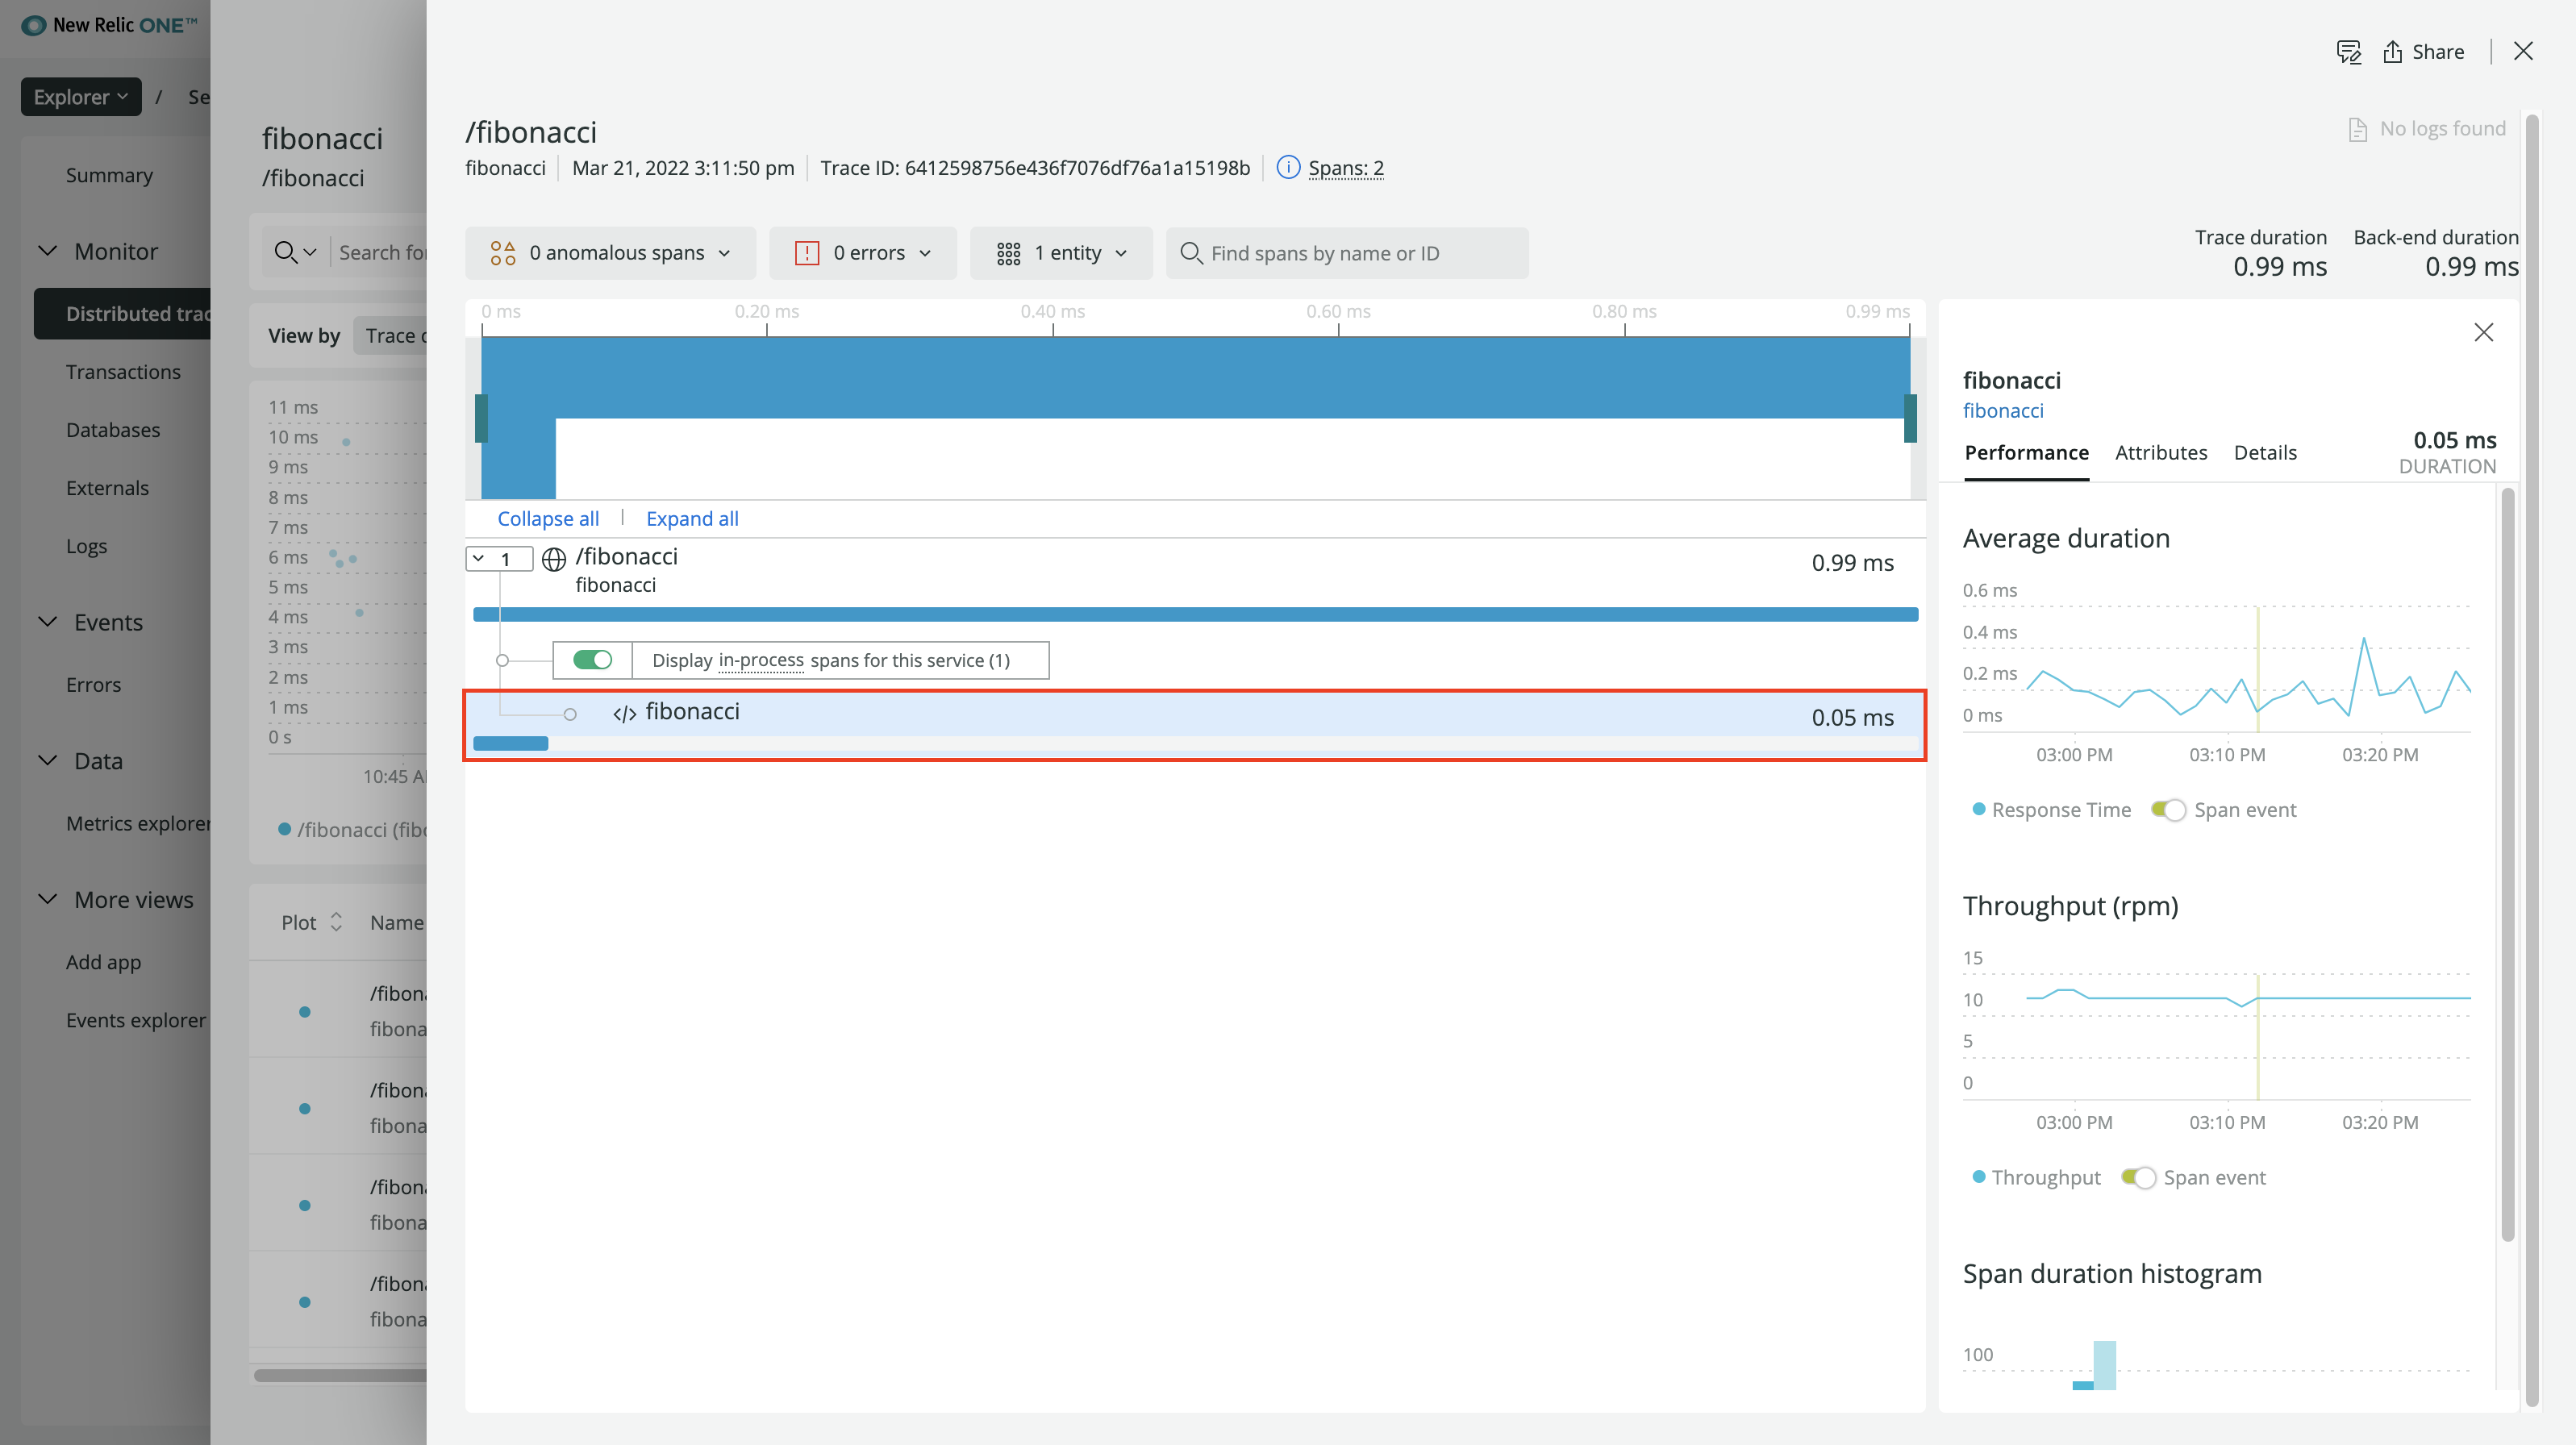 New Relic ONE™
Explorer / Se
Summary
Monitor
Distributed trac
Transactions
Databases
Externals
Logs
Events
Errors
Data
Metrics explorer
More views
Add app
Events explorer
fibonacci
/fibonacci
Search for
View by Trace
11 ms
10 ms
9 ms
8 ms
7 ms
6 ms
5 ms
4 ms
3 ms
2 ms
1 ms
0 s
10:45 A
/fibonacci (fibo
Plot Name
/fibona
fibona
/fibona
fibona
/fibona
fibona
/fibona
fibona
Share
/fibonacci
No logs found
fibonacci Mar 21, 2022 3:11:50 pm Trace ID: 6412598756e436f7076df76a1a15198b Spans: 2
0 anomalous spans 0 errors 1 entity Find spans by name or ID
Trace duration Back-end duration
0.99 ms 0.99 ms
0 ms 0.20 ms 0.40 ms 0.60 ms 0.80 ms 0.99 ms
Collapse all Expand all
1 /fibonacci 0.99 ms
fibonacci
Display in-process spans for this service (1)
</> fibonacci 0.05 ms
fibonacci
fibonacci
Performance Attributes Details 0.05 ms
DURATION
Average duration
0.6 ms
0.4 ms
0.2 ms
0 ms
03:00 PM 03:10 PM 03:20 PM
Response Time Span event
Throughput (rpm)
15
10
5
0
03:00 PM 03:10 PM 03:20 PM
Throughput Span event
Span duration histogram
100